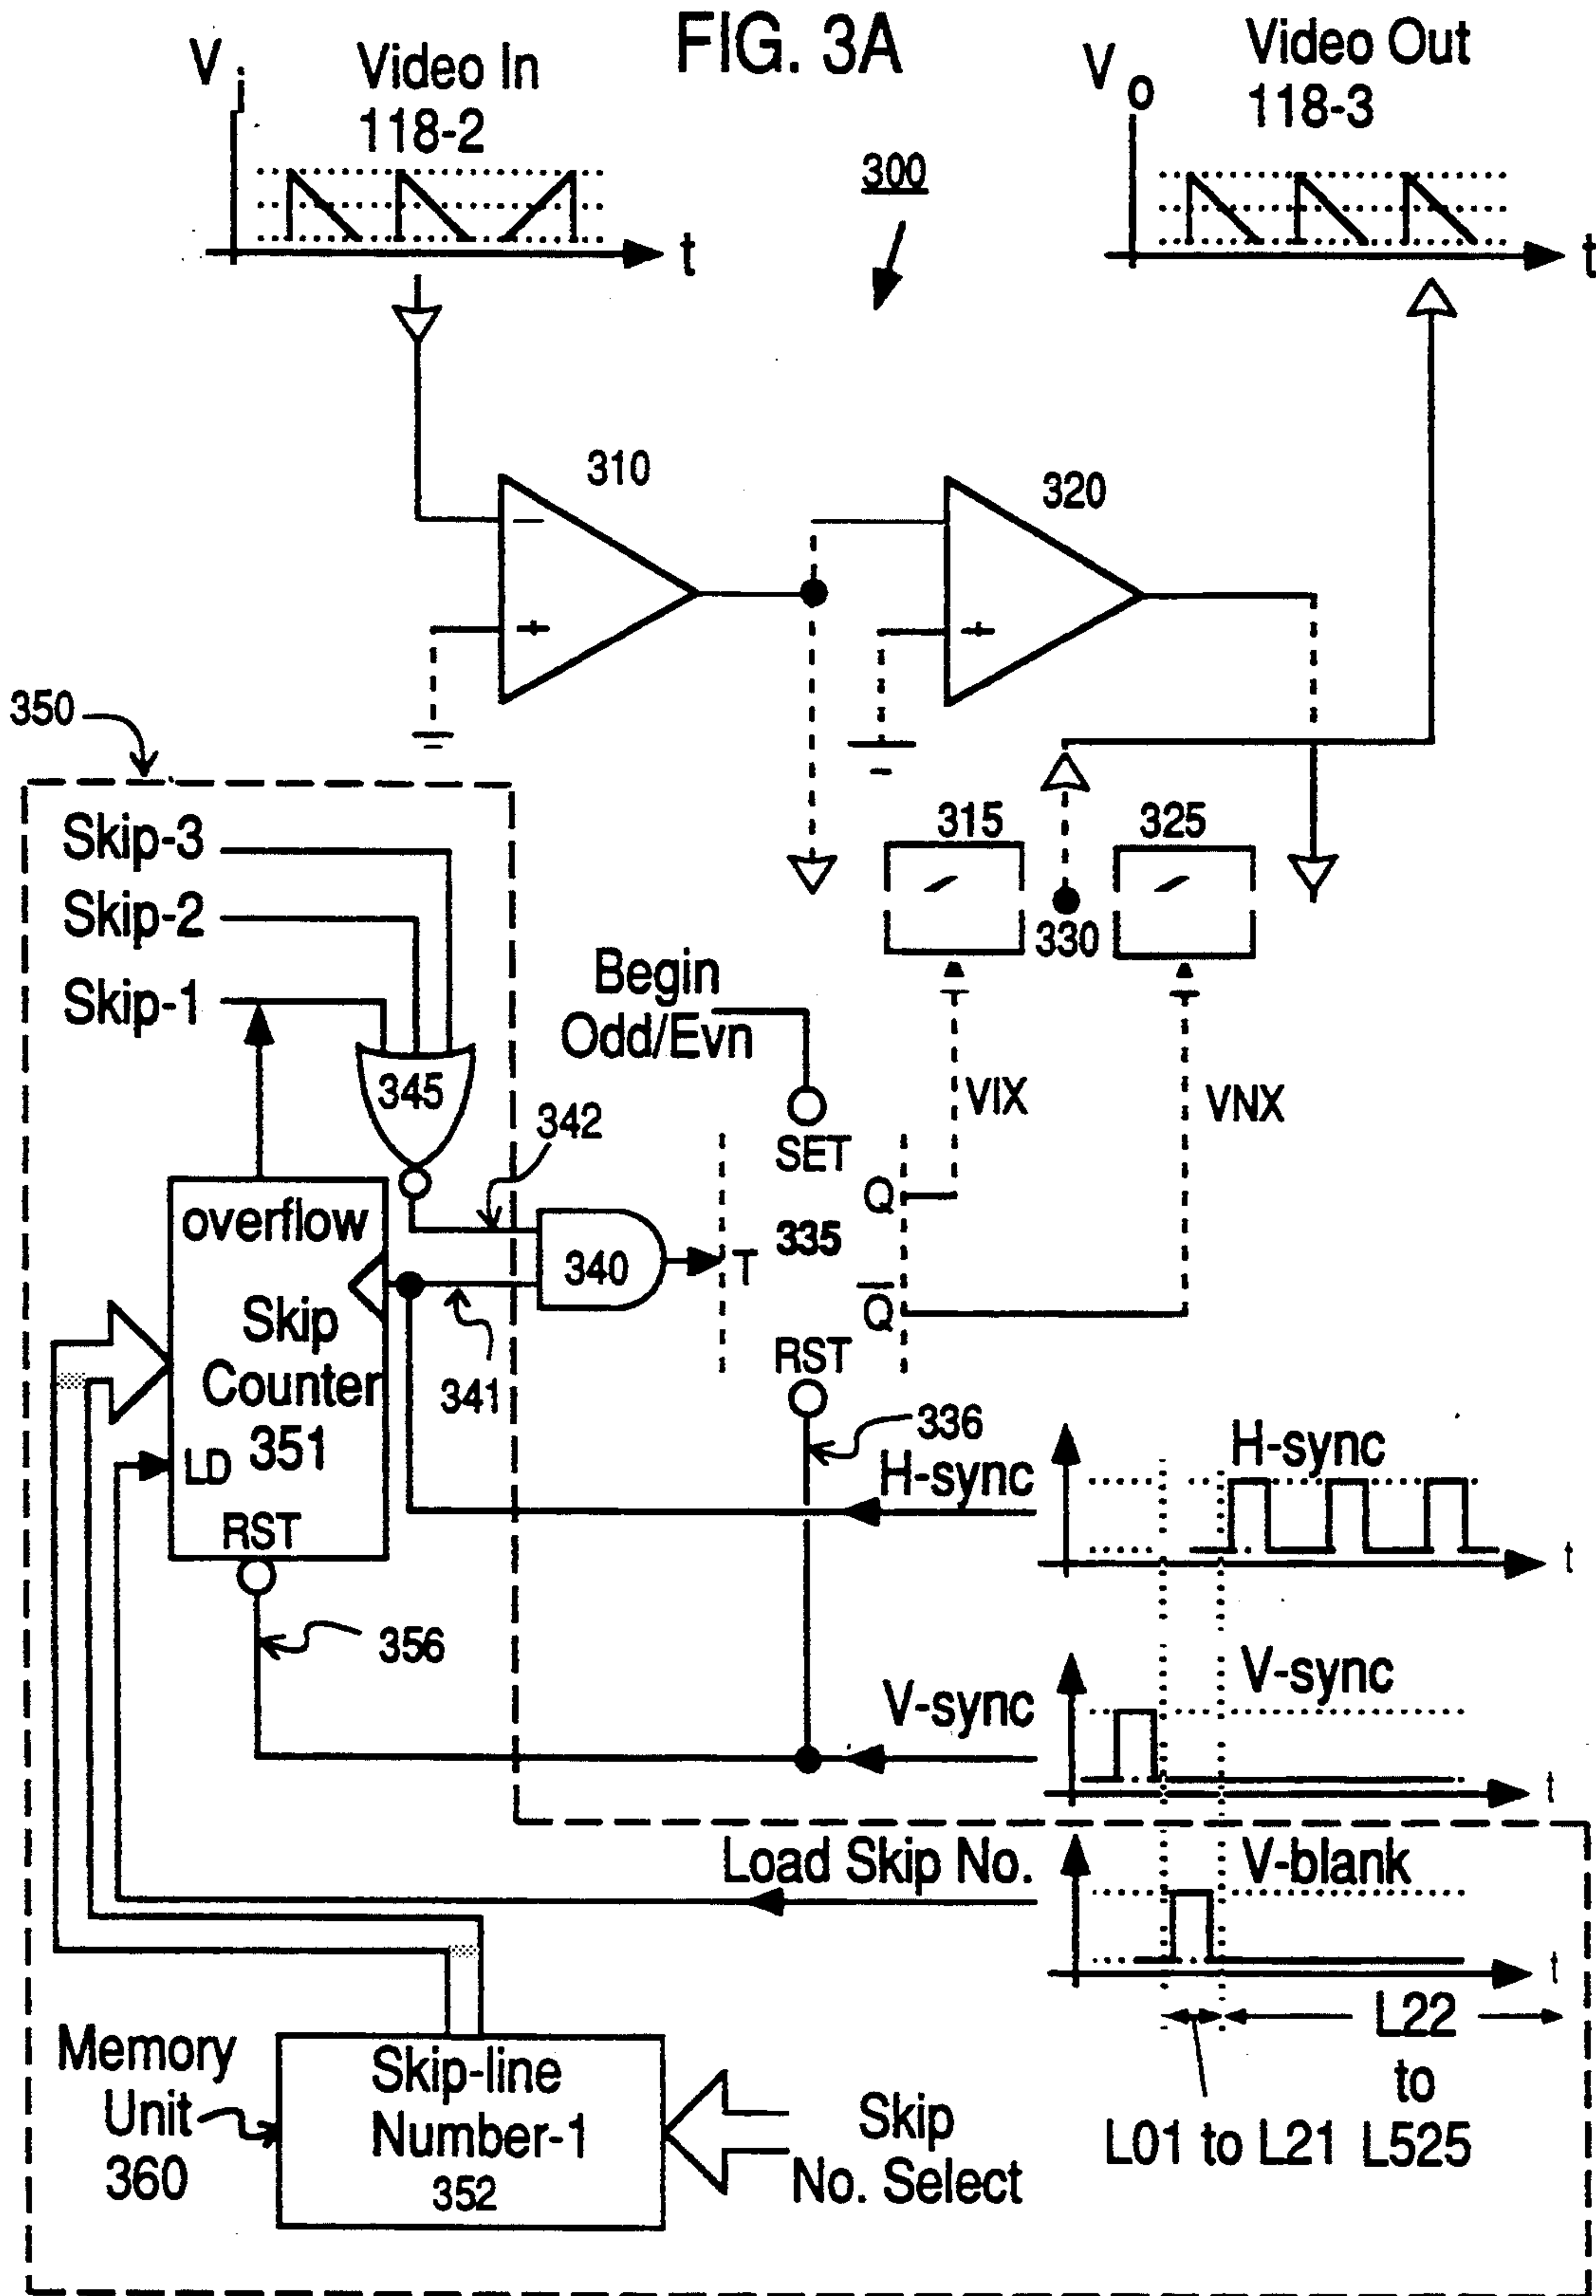 FIG. 3A
V i
Video In
118-2
t
300
V o
Video Out
118-3
t
310
−
+
320
+
350
Skip-3
Skip-2
Skip-1
345
315
325
330
Begin
Odd/Evn
VIX
VNX
342
SET
Q
335
T
Q
RST
340
341
overflow
Skip
Counter
351
LD
RST
336
H-sync
H-sync
t
356
V-sync
V-sync
t
Load Skip No.
V-blank
t
L22
to
L525
L01 to L21
Memory
Unit
360
Skip-line
Number-1
352
Skip
No. Select